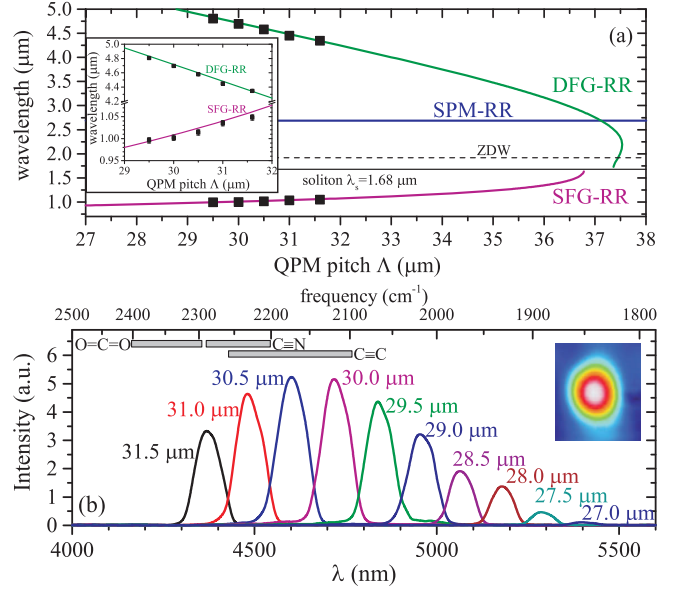 5.0
4.5
4.0
3.5
3.0
2.5
2.0
1.5
1.0
wavelength (μm)
(a)
DFG-RR
SPM-RR
ZDW
soliton λs=1.68 μm
SFG-RR
5.0
4.8
4.6
4.4
4.2
1.05
1.00
0.95
wavelength (μm)
DFG-RR
SFG-RR
29 30 31 32
QPM pitch Λ (μm)
27 28 29 30 31 32 33 34 35 36 37 38
QPM pitch Λ (μm)
frequency (cm⁻¹)
2500 2400 2300 2200 2100 2000 1900 1800
O=C=O
C≡N
C≡C
6
5
4
3
2
1
0
Intensity (a.u.)
31.5 μm
31.0 μm
30.5 μm
30.0 μm
29.5 μm
29.0 μm
28.5 μm
28.0 μm
27.5 μm
27.0 μm
(b)
4000 4500 5000 5500
λ (nm)